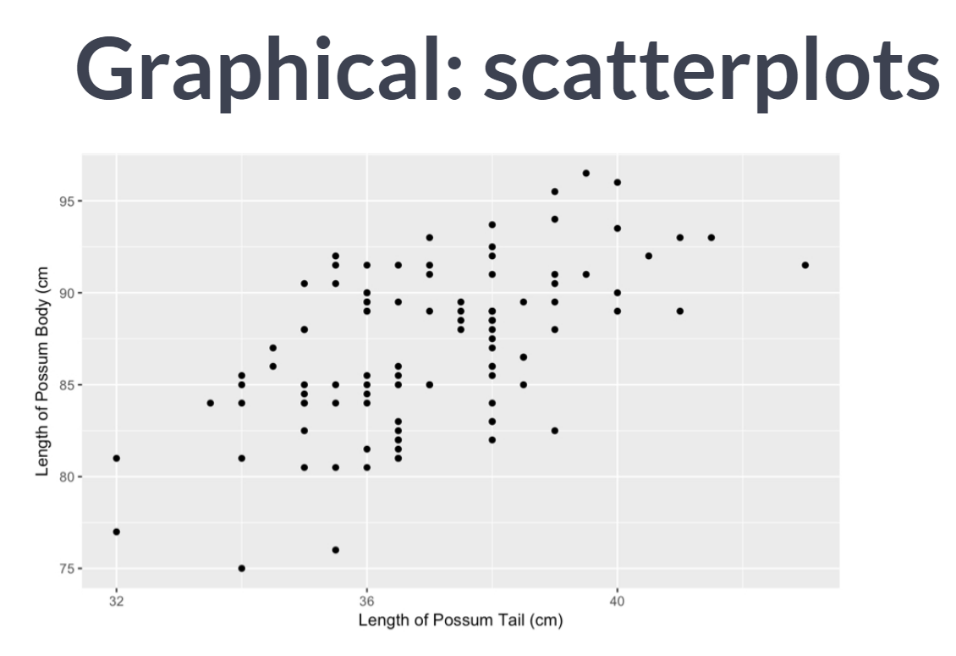 Graphical: scatterplots
95
90
85
80
75
Length of Possum Body (cm
32
36
40
Length of Possum Tail (cm)